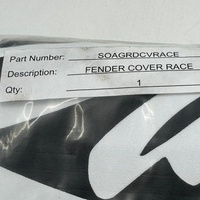 Part Number: SOAGRDCVRACE
Description: FENDER COVER RACE
Qty: 1